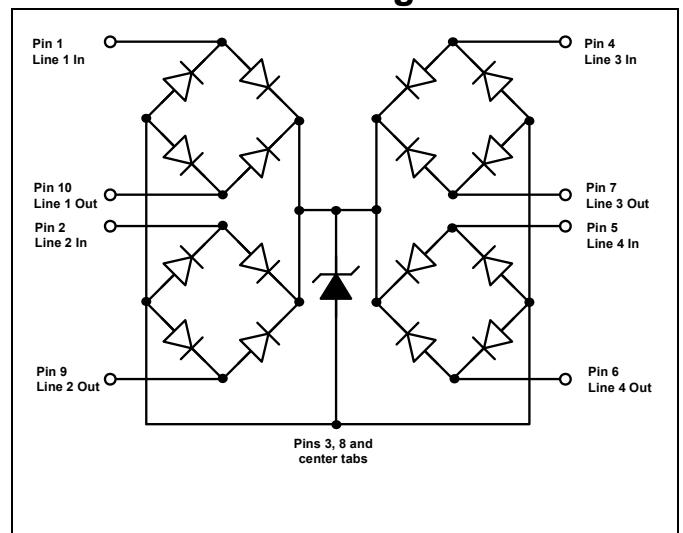 Pin 1
Line 1 In
Pin 4
Line 3 In
Pin 10
Line 1 Out
Pin 7
Line 3 Out
Pin 2
Line 2 In
Pin 5
Line 4 In
Pin 9
Line 2 Out
Pin 6
Line 4 Out
Pins 3, 8 and
center tabs